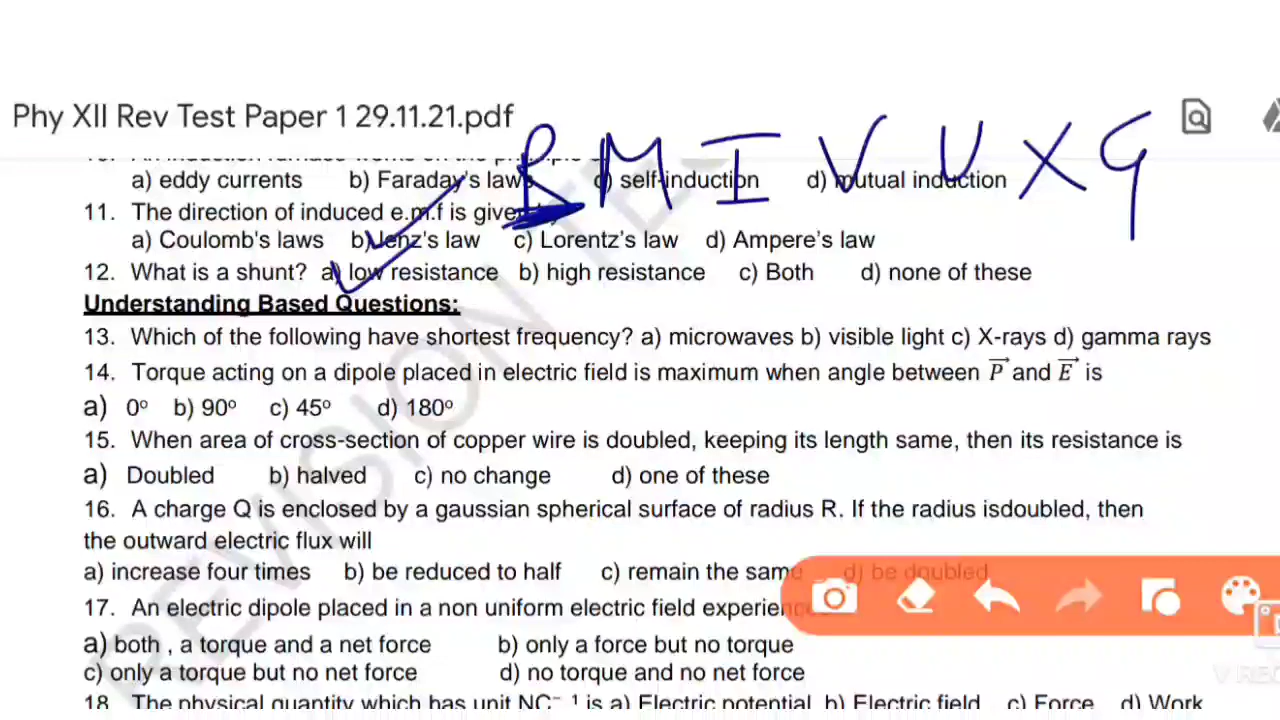 Phy XII Rev Test Paper 1 29.11.21.pdf
R M I V U X G
a) eddy currents b) Faraday's laws c) self-induction d) mutual induction
11. The direction of induced e.m.f is given by
a) Coulomb's laws b) lenz's law c) Lorentz's law d) Ampere's law
12. What is a shunt? a) low resistance b) high resistance c) Both d) none of these
Understanding Based Questions:
13. Which of the following have shortest frequency? a) microwaves b) visible light c) X-rays d) gamma rays
14. Torque acting on a dipole placed in electric field is maximum when angle between P⃗ and E⃗ is
a) 0° b) 90° c) 45° d) 180°
15. When area of cross-section of copper wire is doubled, keeping its length same, then its resistance is
a) Doubled b) halved c) no change d) one of these
16. A charge Q is enclosed by a gaussian spherical surface of radius R. If the radius isdoubled, then
the outward electric flux will
a) increase four times b) be reduced to half c) remain the same d) be doubled
17. An electric dipole placed in a non uniform electric field
a) both , a torque and a net force b) only a force but no torque
c) only a torque but no net force d) no torque and no net force
18 The physical quantity which has unit NC⁻¹ is a) Electric potential b) Electric field c) Force d) Work
REVISION